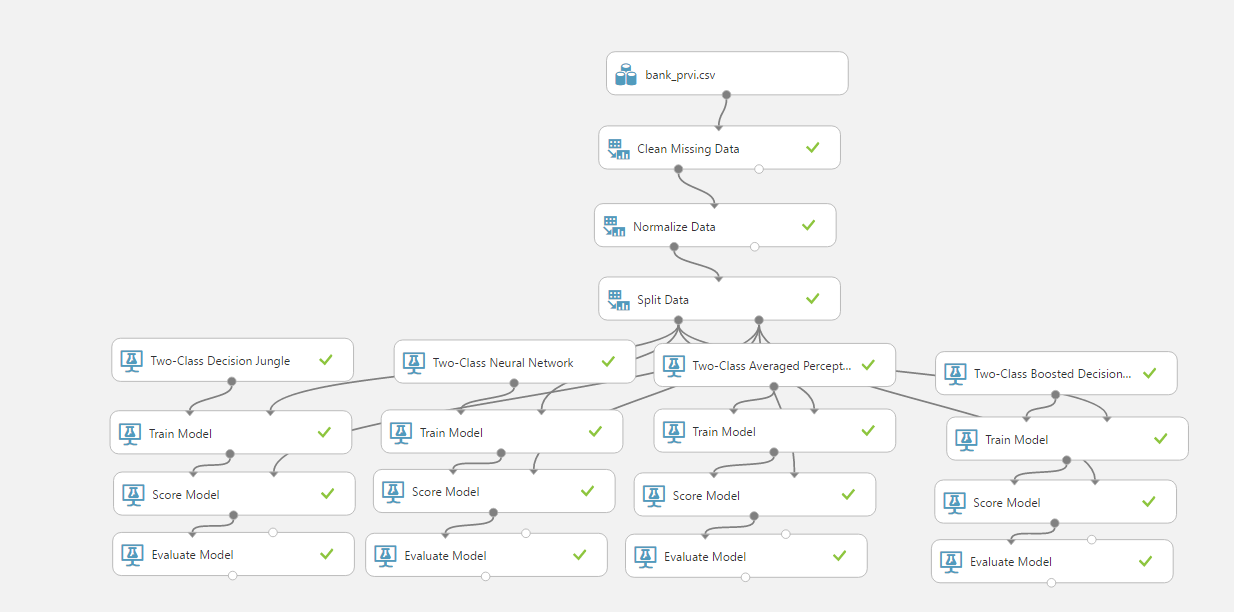 bank_prvi.csv
Clean Missing Data
Normalize Data
Split Data
Two-Class Decision Jungle
Two-Class Neural Network
Two-Class Averaged Percept...
Two-Class Boosted Decision...
Train Model
Train Model
Train Model
Train Model
Score Model
Score Model
Score Model
Score Model
Evaluate Model
Evaluate Model
Evaluate Model
Evaluate Model